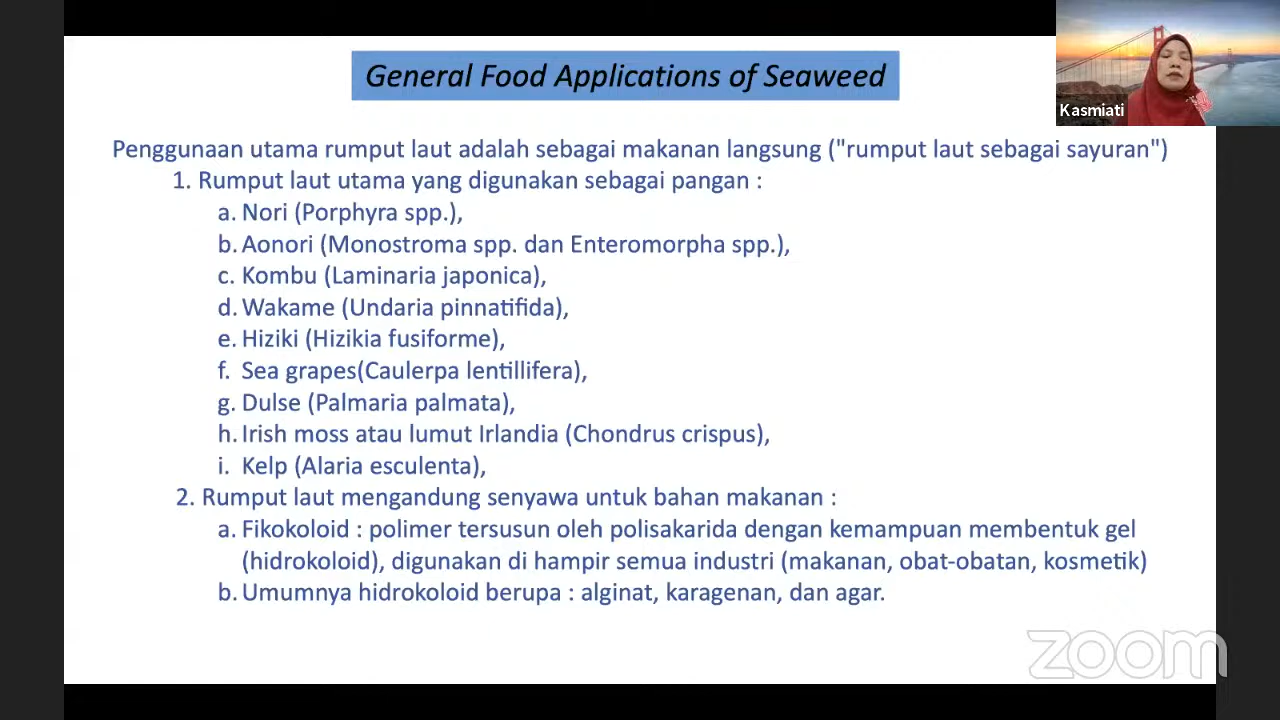 General Food Applications of Seaweed
Kasmiati
Penggunaan utama rumput laut adalah sebagai makanan langsung ("rumput laut sebagai sayuran")
1. Rumput laut utama yang digunakan sebagai pangan :
a. Nori (Porphyra spp.),
b. Aonori (Monostroma spp. dan Enteromorpha spp.),
c. Kombu (Laminaria japonica),
d. Wakame (Undaria pinnatifida),
e. Hiziki (Hizikia fusiforme),
f. Sea grapes(Caulerpa lentillifera),
g. Dulse (Palmaria palmata),
h. Irish moss atau lumut Irlandia (Chondrus crispus),
i. Kelp (Alaria esculenta),
2. Rumput laut mengandung senyawa untuk bahan makanan :
a. Fikokoloid : polimer tersusun oleh polisakarida dengan kemampuan membentuk gel
(hidrokoloid), digunakan di hampir semua industri (makanan, obat-obatan, kosmetik)
b. Umumnya hidrokoloid berupa : alginat, karagenan, dan agar.
zoom